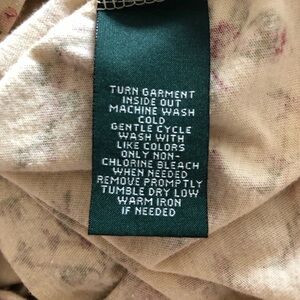 TURN GARMENT
INSIDE OUT
MACHINE WASH
COLD
GENTLE CYCLE
WASH WITH
LIKE COLORS
ONLY NON-
CHLORINE BLEACH
WHEN NEEDED
REMOVE PROMPTLY
TUMBLE DRY LOW
WARM IRON
IF NEEDED